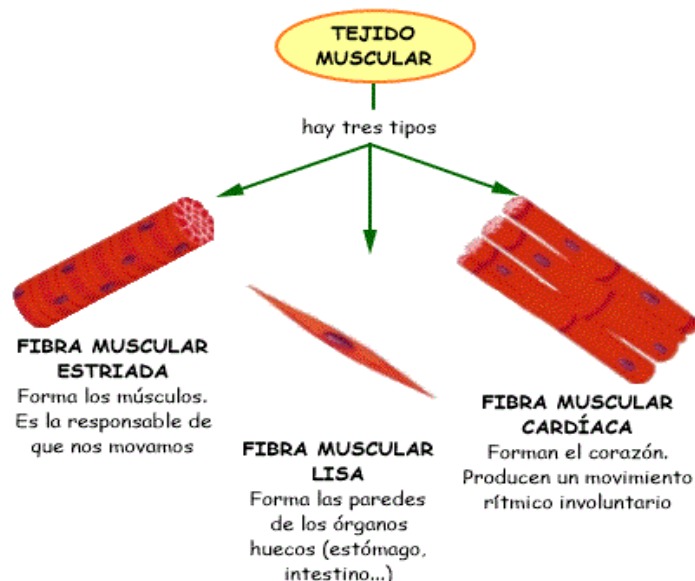 TEJIDO
MUSCULAR
hay tres tipos
FIBRA MUSCULAR
ESTRIADA
Forma los músculos.
Es la responsable de
que nos movamos
FIBRA MUSCULAR
LISA
Forma las paredes
de los órganos
huecos (estómago,
intestino...)
FIBRA MUSCULAR
CARDÍACA
Forman el corazón.
Producen un movimiento
rítmico involuntario